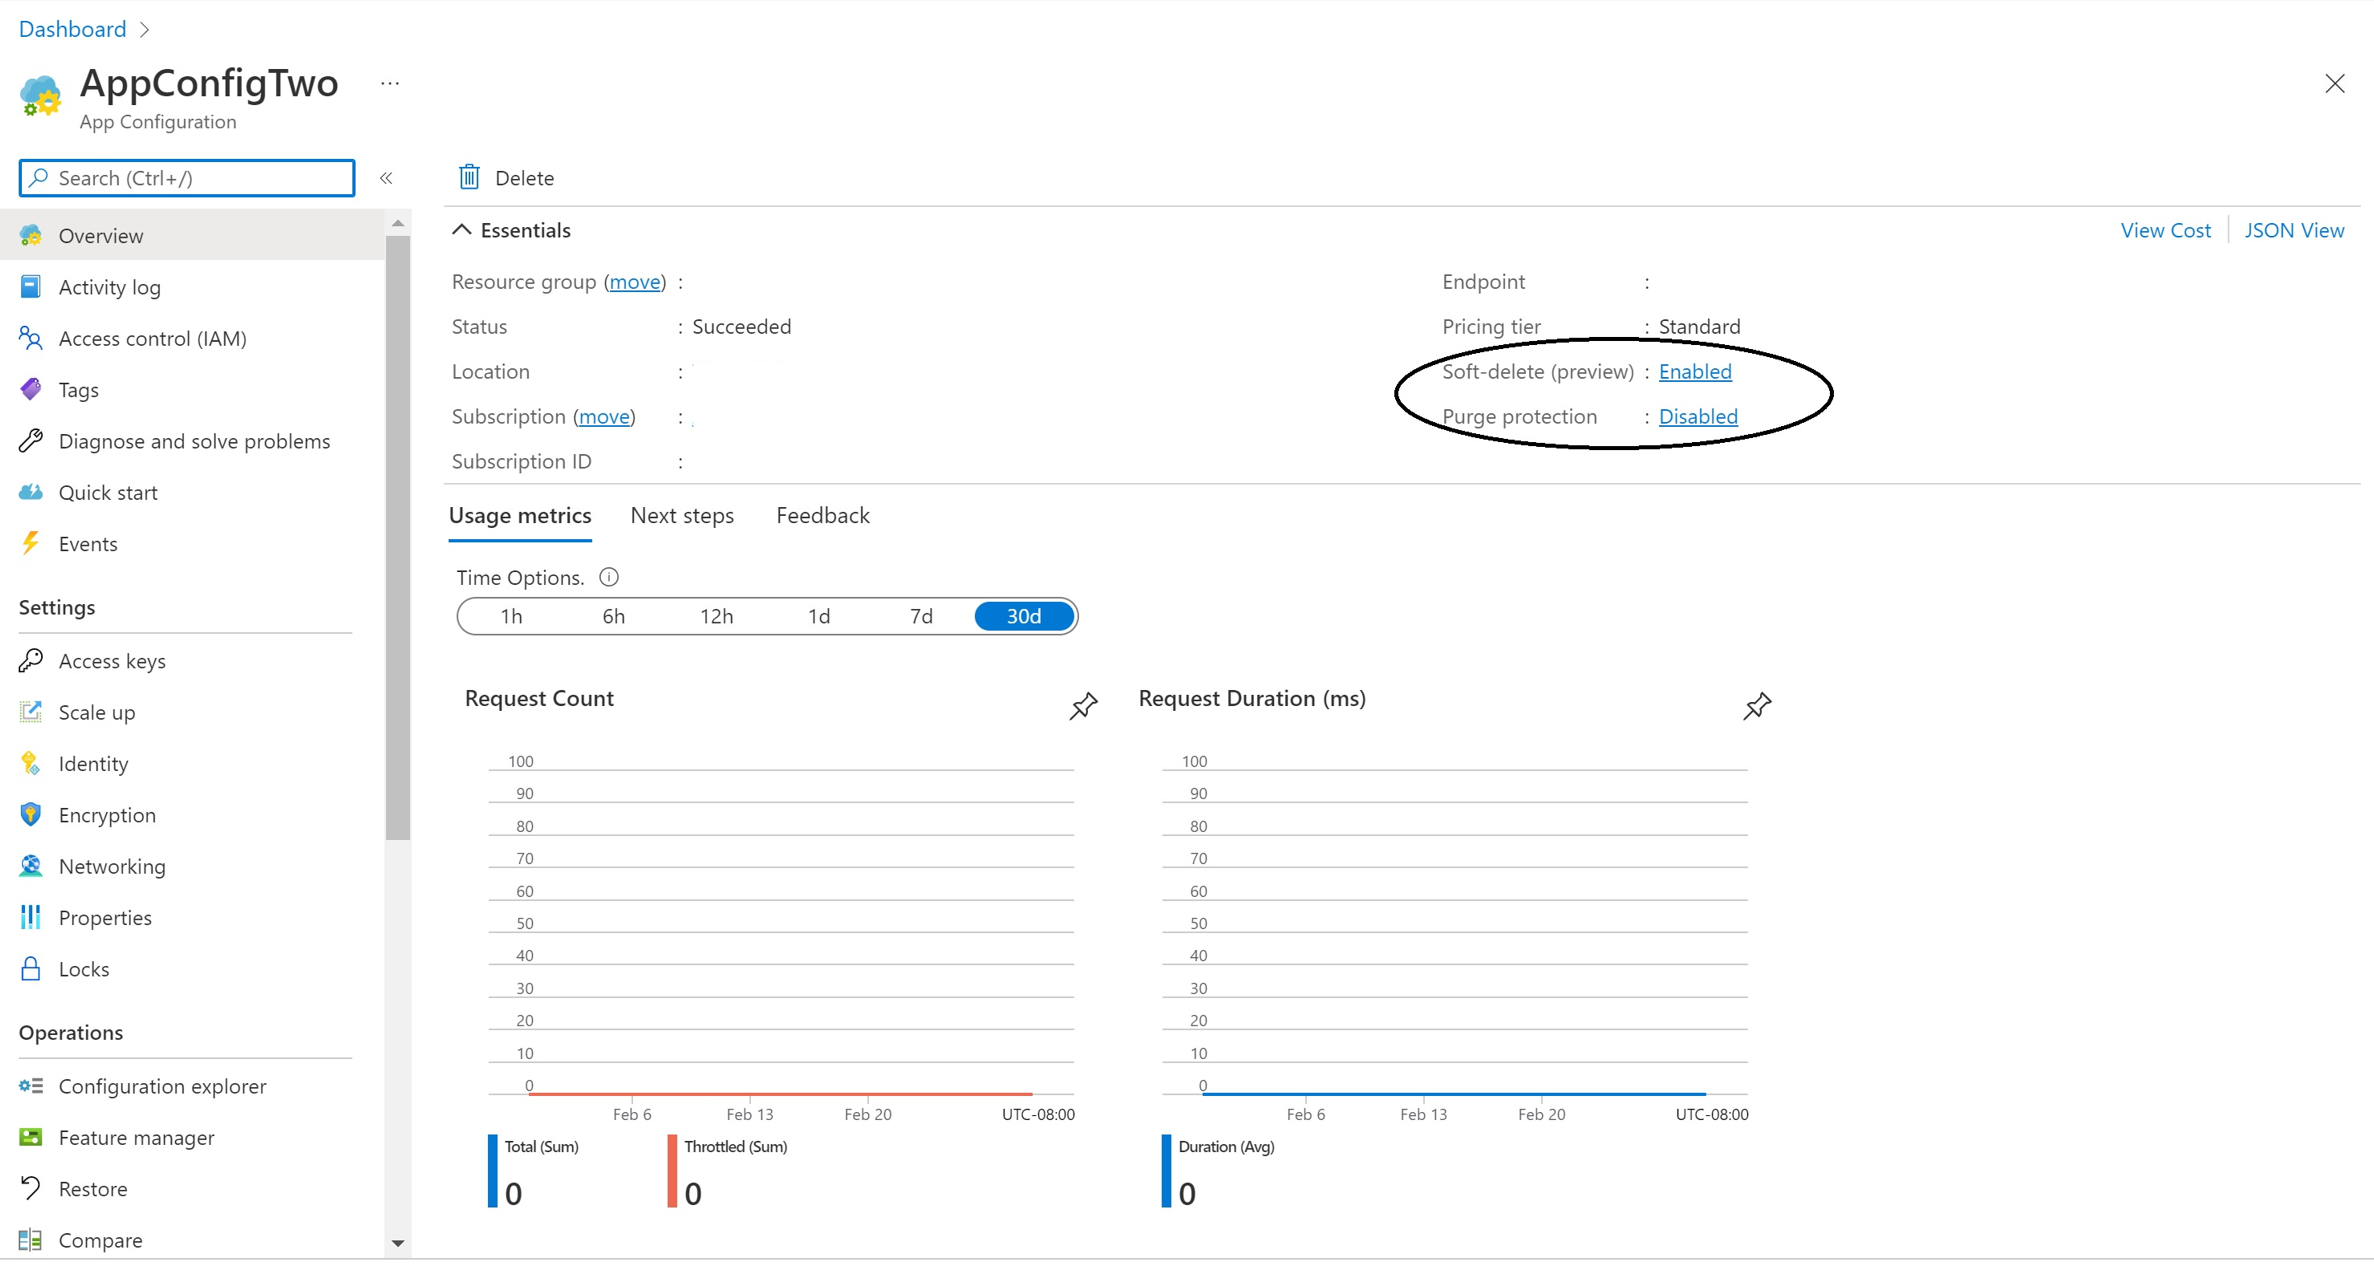 Dashboard
AppConfigTwo ...
App Configuration
Search (Ctrl+/)
«
Overview
Activity log
Access control (IAM)
Tags
Diagnose and solve problems
Quick start
Events
Settings
Access keys
Scale up
Identity
Encryption
Networking
Properties
Locks
Operations
Configuration explorer
Feature manager
Restore
Compare
Delete
Essentials
View Cost
JSON View
Resource group (move) :
Status : Succeeded
Location :
Subscription (move) :
Subscription ID :
Endpoint :
Pricing tier : Standard
Soft-delete (preview) : Enabled
Purge protection : Disabled
Usage metrics Next steps Feedback
Time Options.
1h 6h 12h 1d 7d 30d
Request Count
100
90
80
70
60
50
40
30
20
10
0
Feb 6 Feb 13 Feb 20 UTC-08:00
Total (Sum)
0
Throttled (Sum)
0
Request Duration (ms)
100
90
80
70
60
50
40
30
20
10
0
Feb 6 Feb 13 Feb 20 UTC-08:00
Duration (Avg)
0